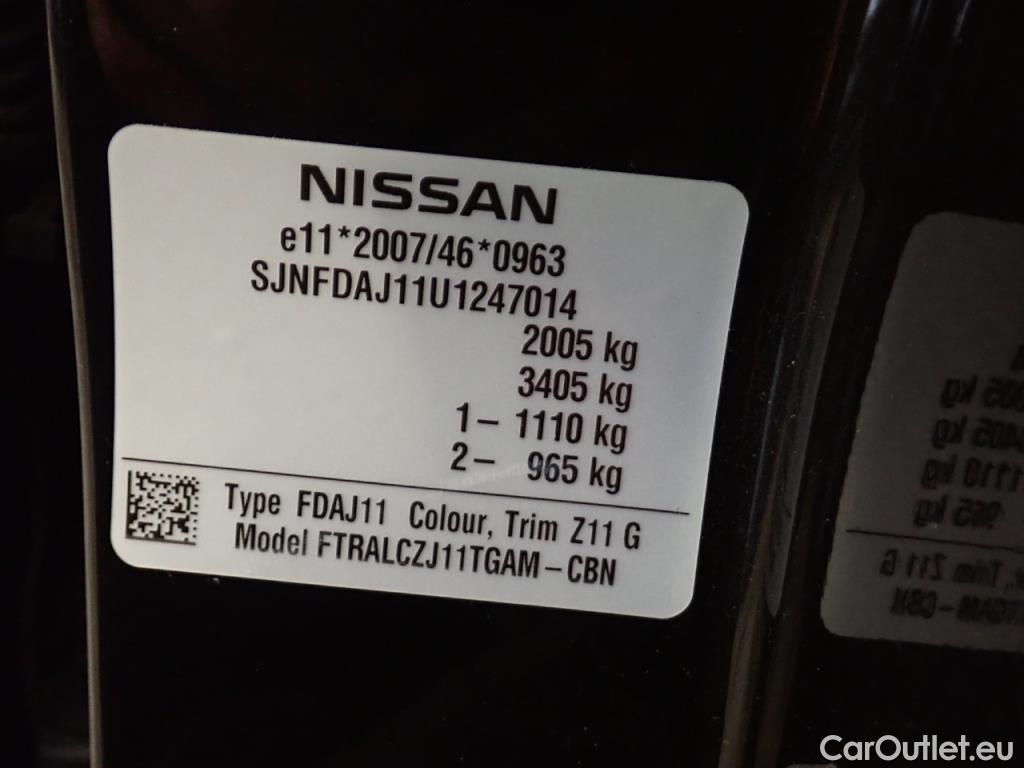 NISSAN
e11*2007/46*0963
SJNFDAJ11U1247014
2005 kg
3405 kg
1– 1110 kg
2– 965 kg
Type FDAJ11 Colour, Trim Z11 G
Model FTRALCZJ11TGAM–CBN
CarOutlet.eu